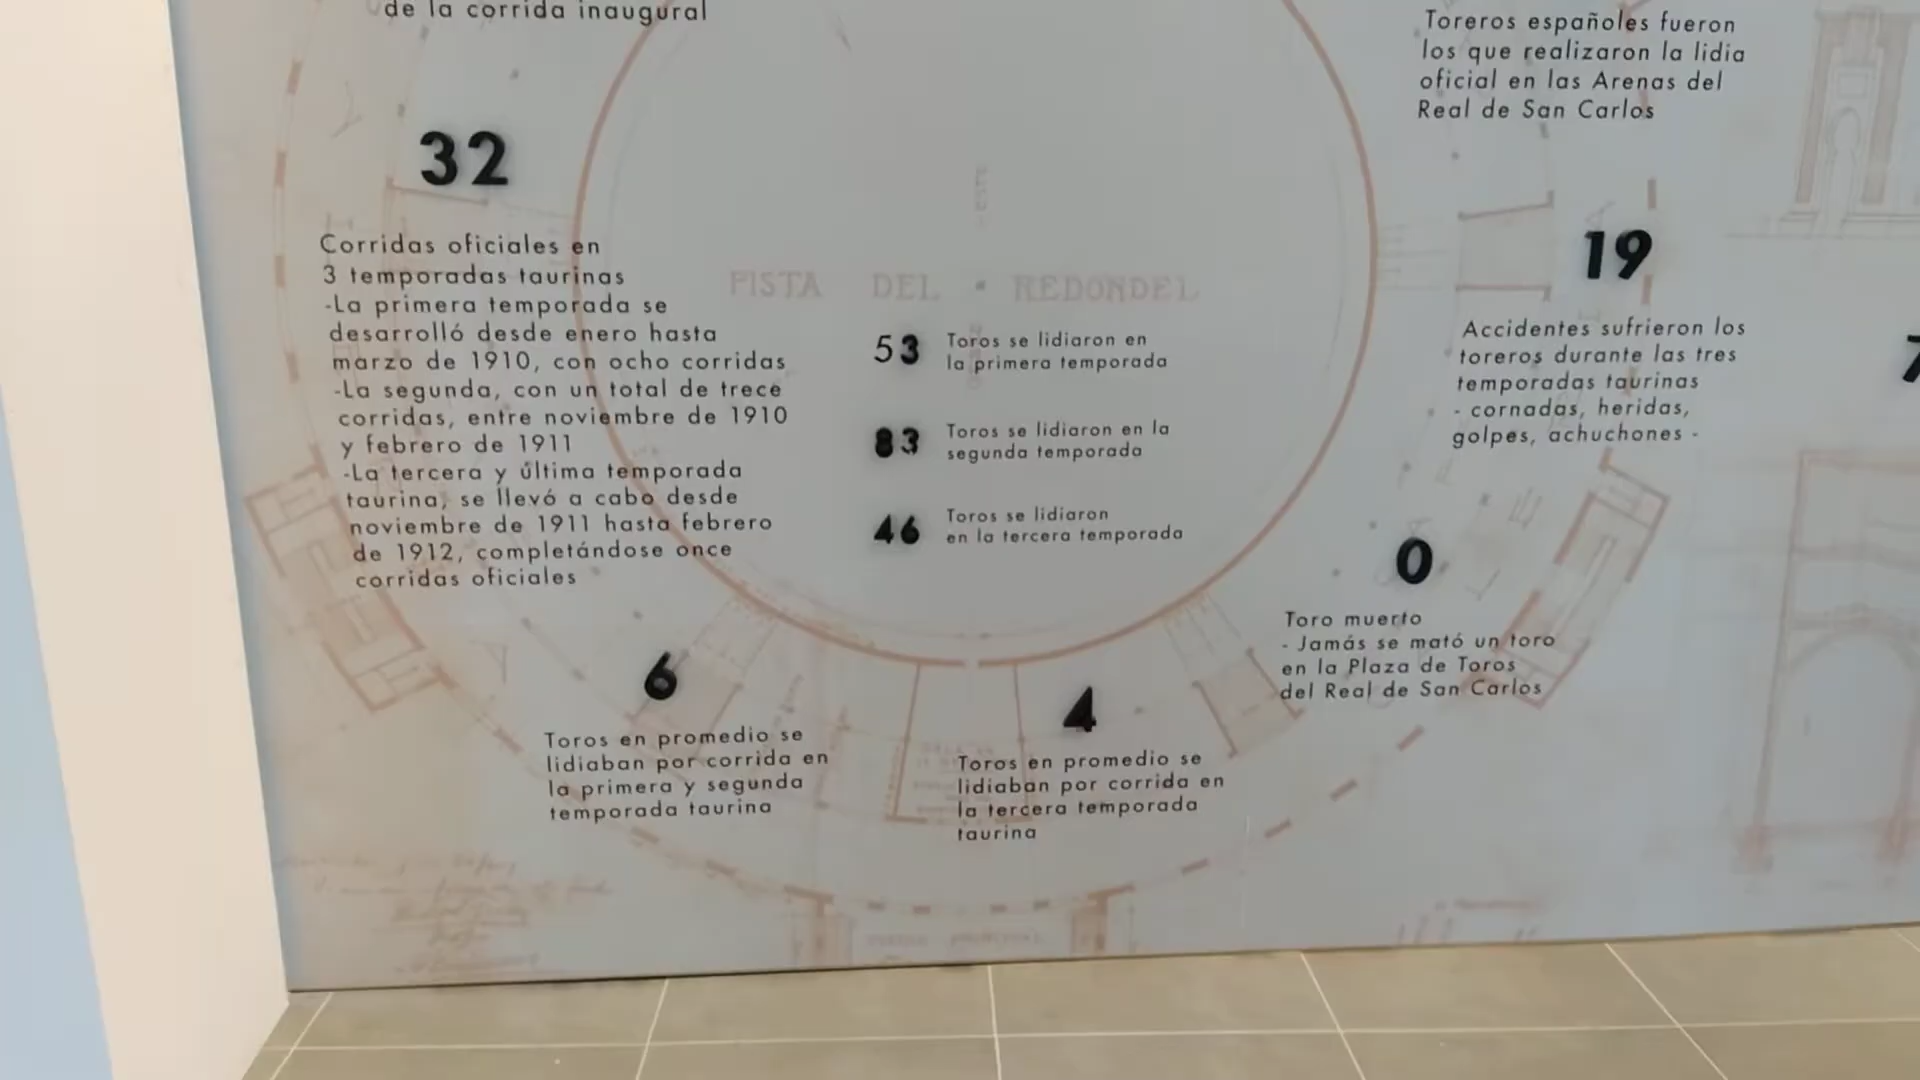 de la corrida inaugural
32
Corridas oficiales en
3 temporadas taurinas
-La primera temporada se
desarrolló desde enero hasta
marzo de 1910, con ocho corridas
-La segunda, con un total de trece
corridas, entre noviembre de 1910
y febrero de 1911
-La tercera y última temporada
taurina, se llevó a cabo desde
noviembre de 1911 hasta febrero
de 1912, completándose once
corridas oficiales
PISTA DEL REDONDEL
53
Toros se lidiaron en
la primera temporada
83
Toros se lidiaron en la
segunda temporada
46
Toros se lidiaron
en la tercera temporada
6
Toros en promedio se
lidiaban por corrida en
la primera y segunda
temporada taurina
4
Toros en promedio se
lidiaban por corrida en
la tercera temporada
taurina
Toreros españoles fueron
los que realizaron la lidia
oficial en las Arenas del
Real de San Carlos
19
Accidentes sufrieron los
toreros durante las tres
temporadas taurinas
- cornadas, heridas,
golpes, achuchones -
0
Toro muerto
- Jamás se mató un toro
en la Plaza de Toros
del Real de San Carlos